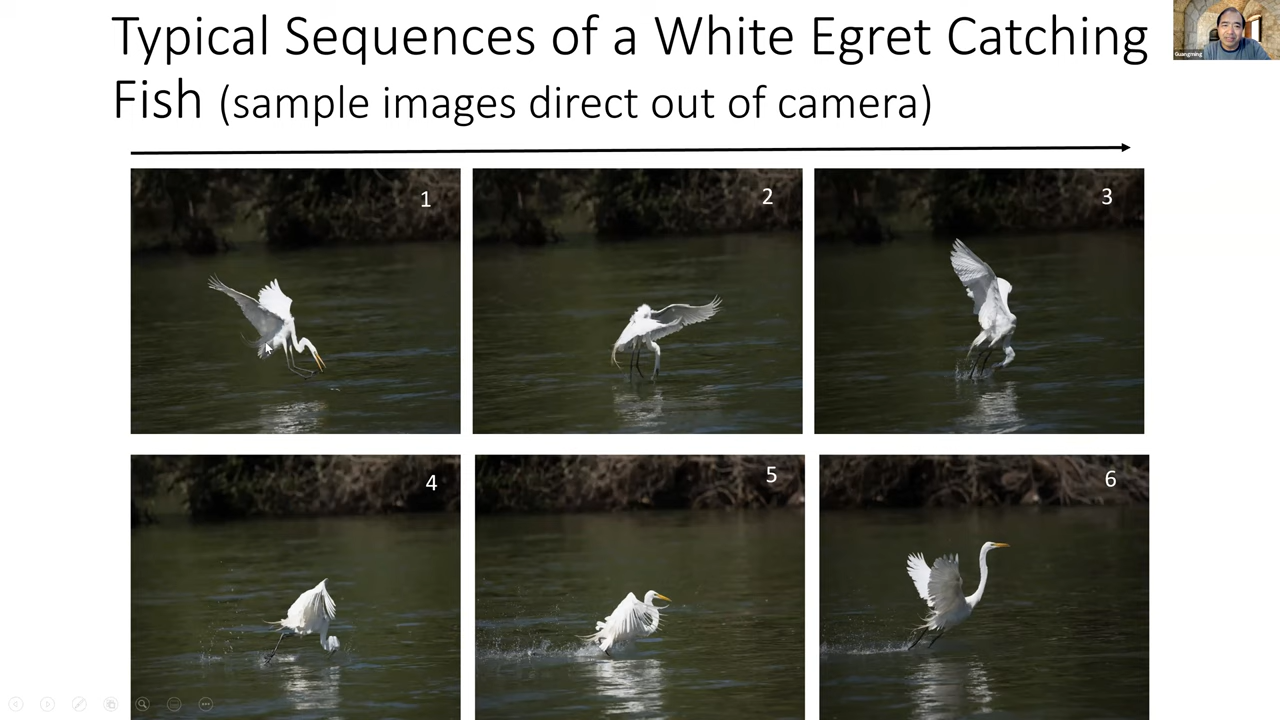 Typical Sequences of a White Egret Catching
Fish (sample images direct out of camera)
Guangming
1
2
3
4
5
6